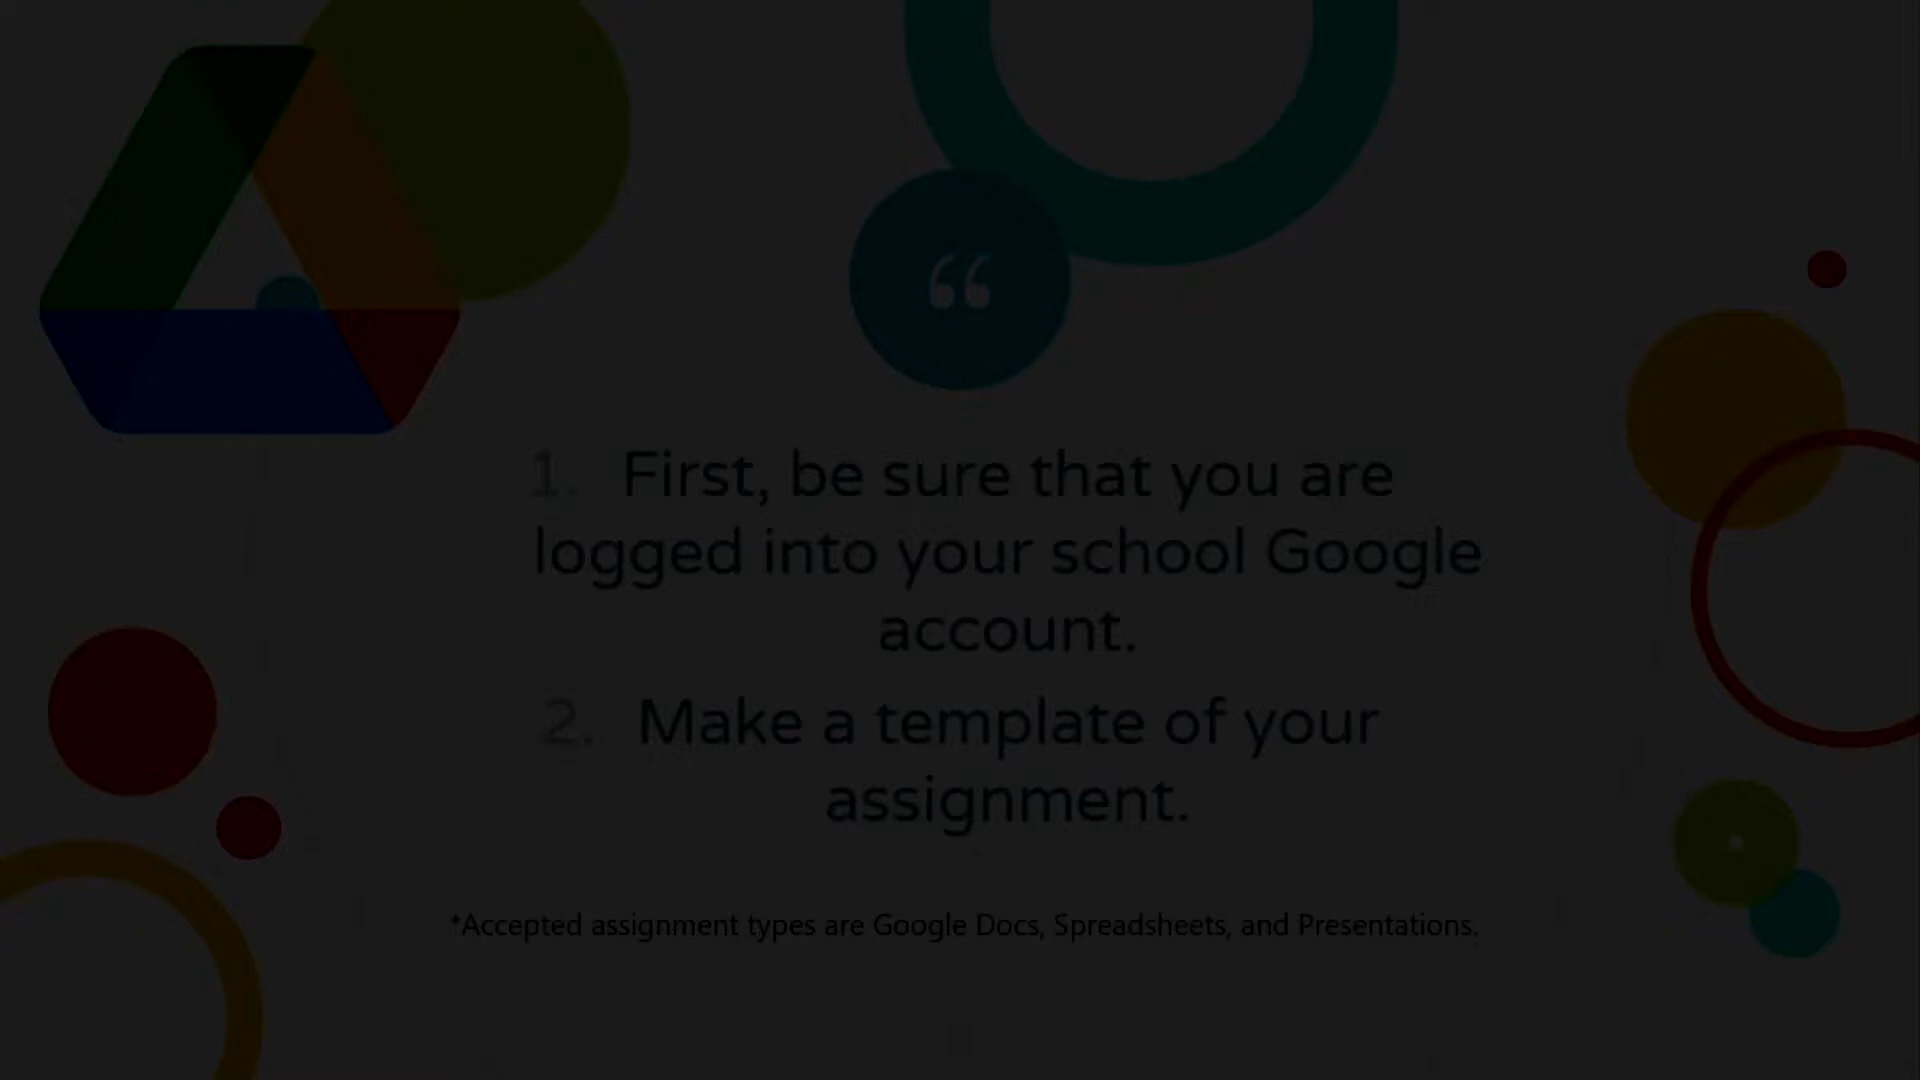 “
1. First, be sure that you are
logged into your school Google
account.
2. Make a template of your
assignment.
*Accepted assignment types are Google Docs, Spreadsheets, and Presentations.